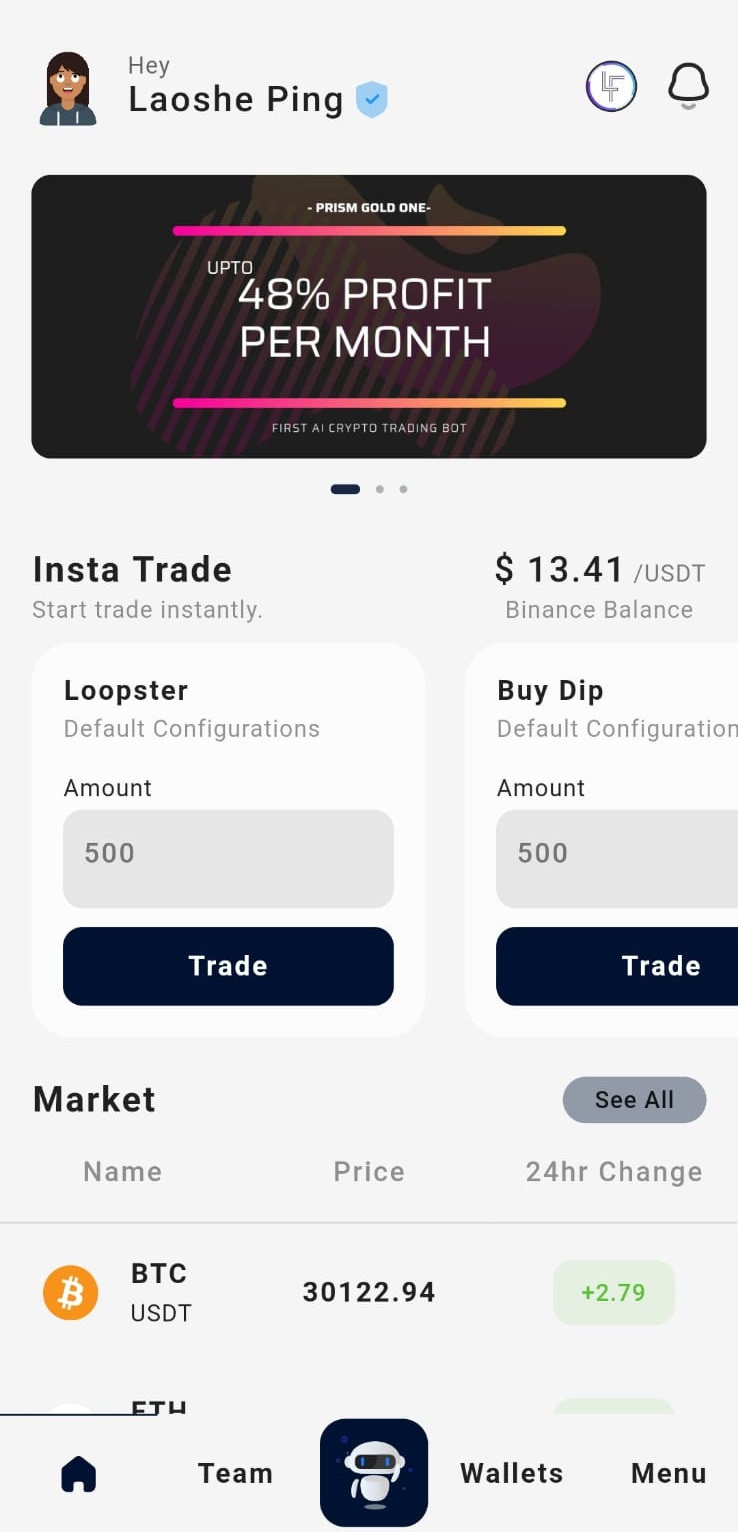 Hey
Laoshe Ping
- PRISM GOLD ONE-
UPTO
48% PROFIT
PER MONTH
FIRST AI CRYPTO TRADING BOT
Insta Trade
$ 13.41 /USDT
Start trade instantly.
Binance Balance
Loopster
Default Configurations
Amount
500
Trade
Buy Dip
Default Configuration
Amount
500
Trade
Market
See All
Name Price 24hr Change
BTC
USDT
30122.94
+2.79
ETH
Team
Wallets
Menu